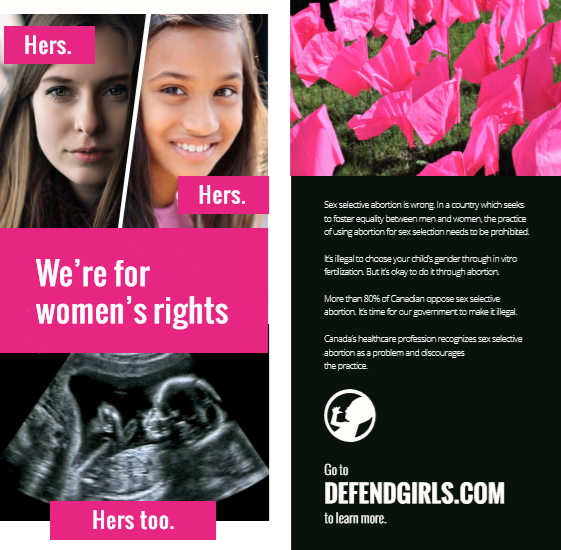 Hers.
Hers.
We're for
women's rights
Hers too.
Sex selective abortion is wrong. In a country which seeks
to foster equality between men and women, the practice
of using abortion for sex selection needs to be prohibited.
It's illegal to choose your child's gender through in vitro
fertilization. But it's okay to do it through abortion.
More than 80% of Canadian oppose sex selective
abortion. It's time for our government to make it illegal.
Canada's healthcare profession recognizes sex selective
abortion as a problem and discourages
the practice.
Go to
DEFENDGIRLS.COM
to learn more.